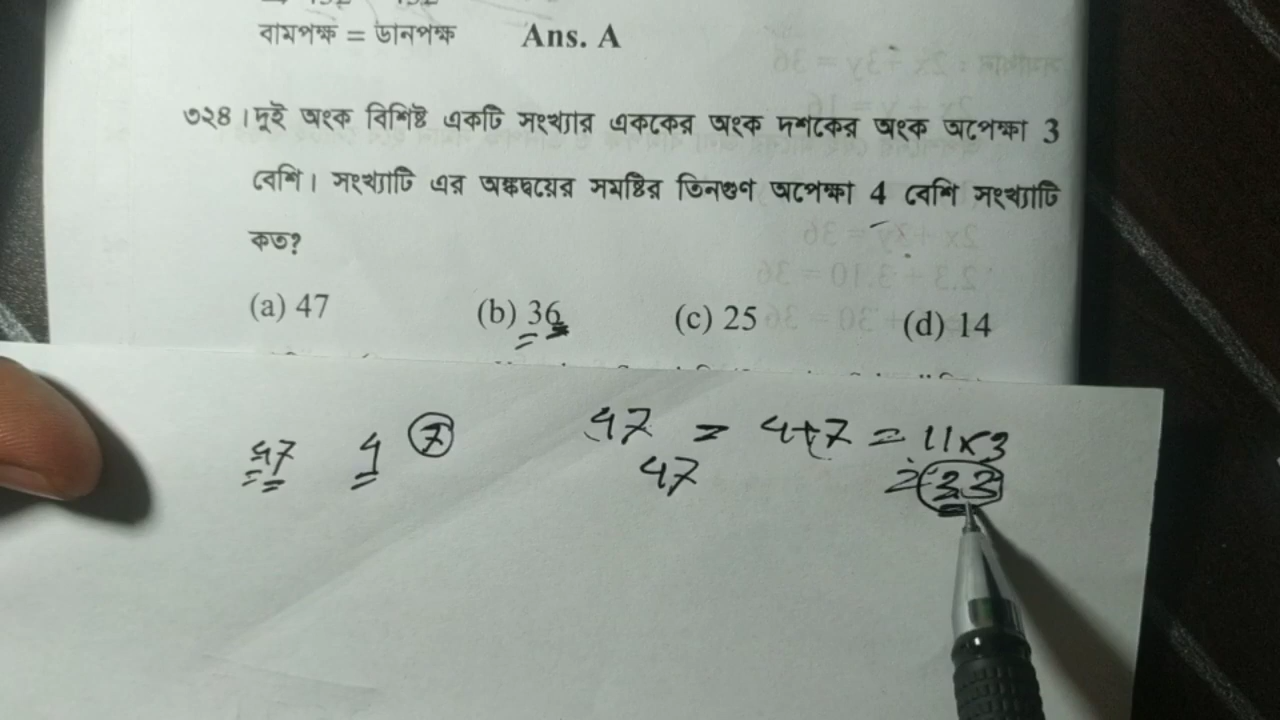 বামপক্ষ = ডানপক্ষ Ans. A
৩২৪। দুই অংক বিশিষ্ট একটি সংখ্যার এককের অংক দশকের অংক অপেক্ষা 3
বেশি। সংখ্যাটি এর অঙ্কদ্বয়ের সমষ্টির তিনগুণ অপেক্ষা 4 বেশি সংখ্যাটি
কত?
(a) 47 (b) 36 (c) 25 (d) 14
47 4 7 47 = 4+7 = 11×3
47 33